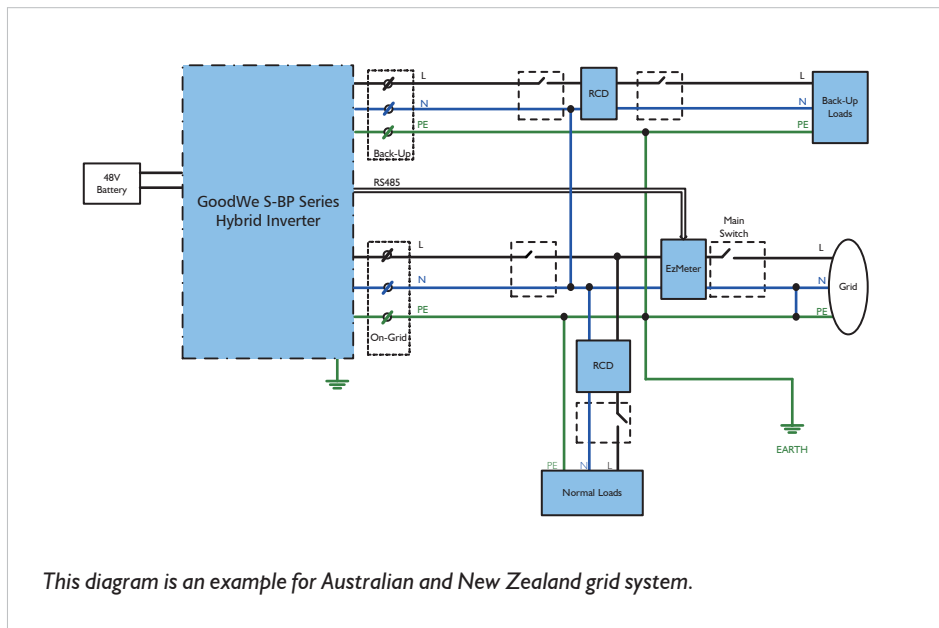 L
RCD
L
N
N
Back-Up
Loads
PE
PE
Back-Up
48V
Battery
RS485
GoodWe S-BP Series
Hybrid Inverter
Main
Switch
L
L
EzMeter
N
N
Grid
PE
PE
On-Grid
RCD
EARTH
PE
N
L
Normal Loads
This diagram is an example for Australian and New Zealand grid system.